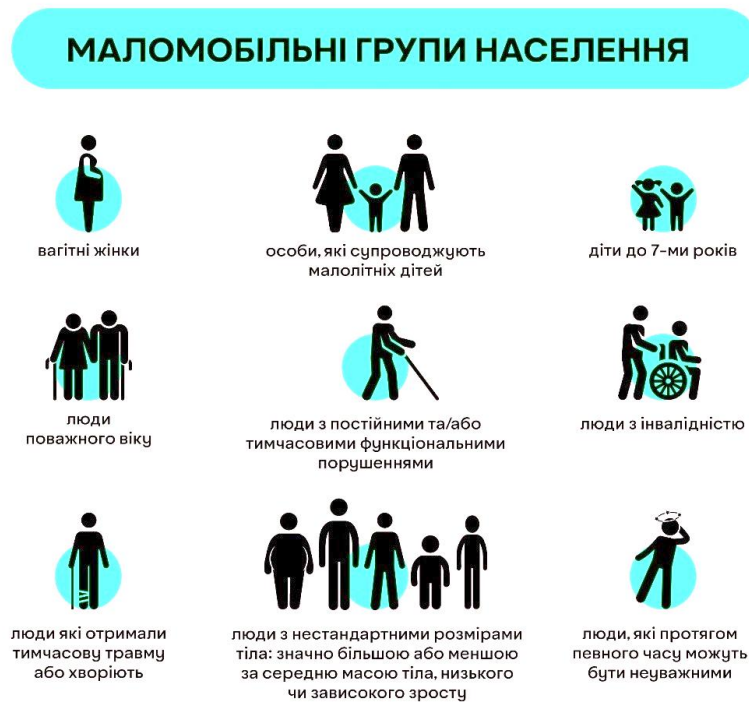 МАЛОМОБІЛЬНІ ГРУПИ НАСЕЛЕННЯ
вагітні жінки
особи, які супроводжують
малолітніх дітей
діти до 7-ми років
люди
поважного віку
люди з постійними та/або
тимчасовими функціональними
порушеннями
люди з інвалідністю
люди які отримали
тимчасову травму
або хворіють
люди з нестандартними розмірами
тіла: значно більшою або меншою
за середню масою тіла, низького
чи зависокого зросту
люди, які протягом
певного часу можуть
бути неуважними